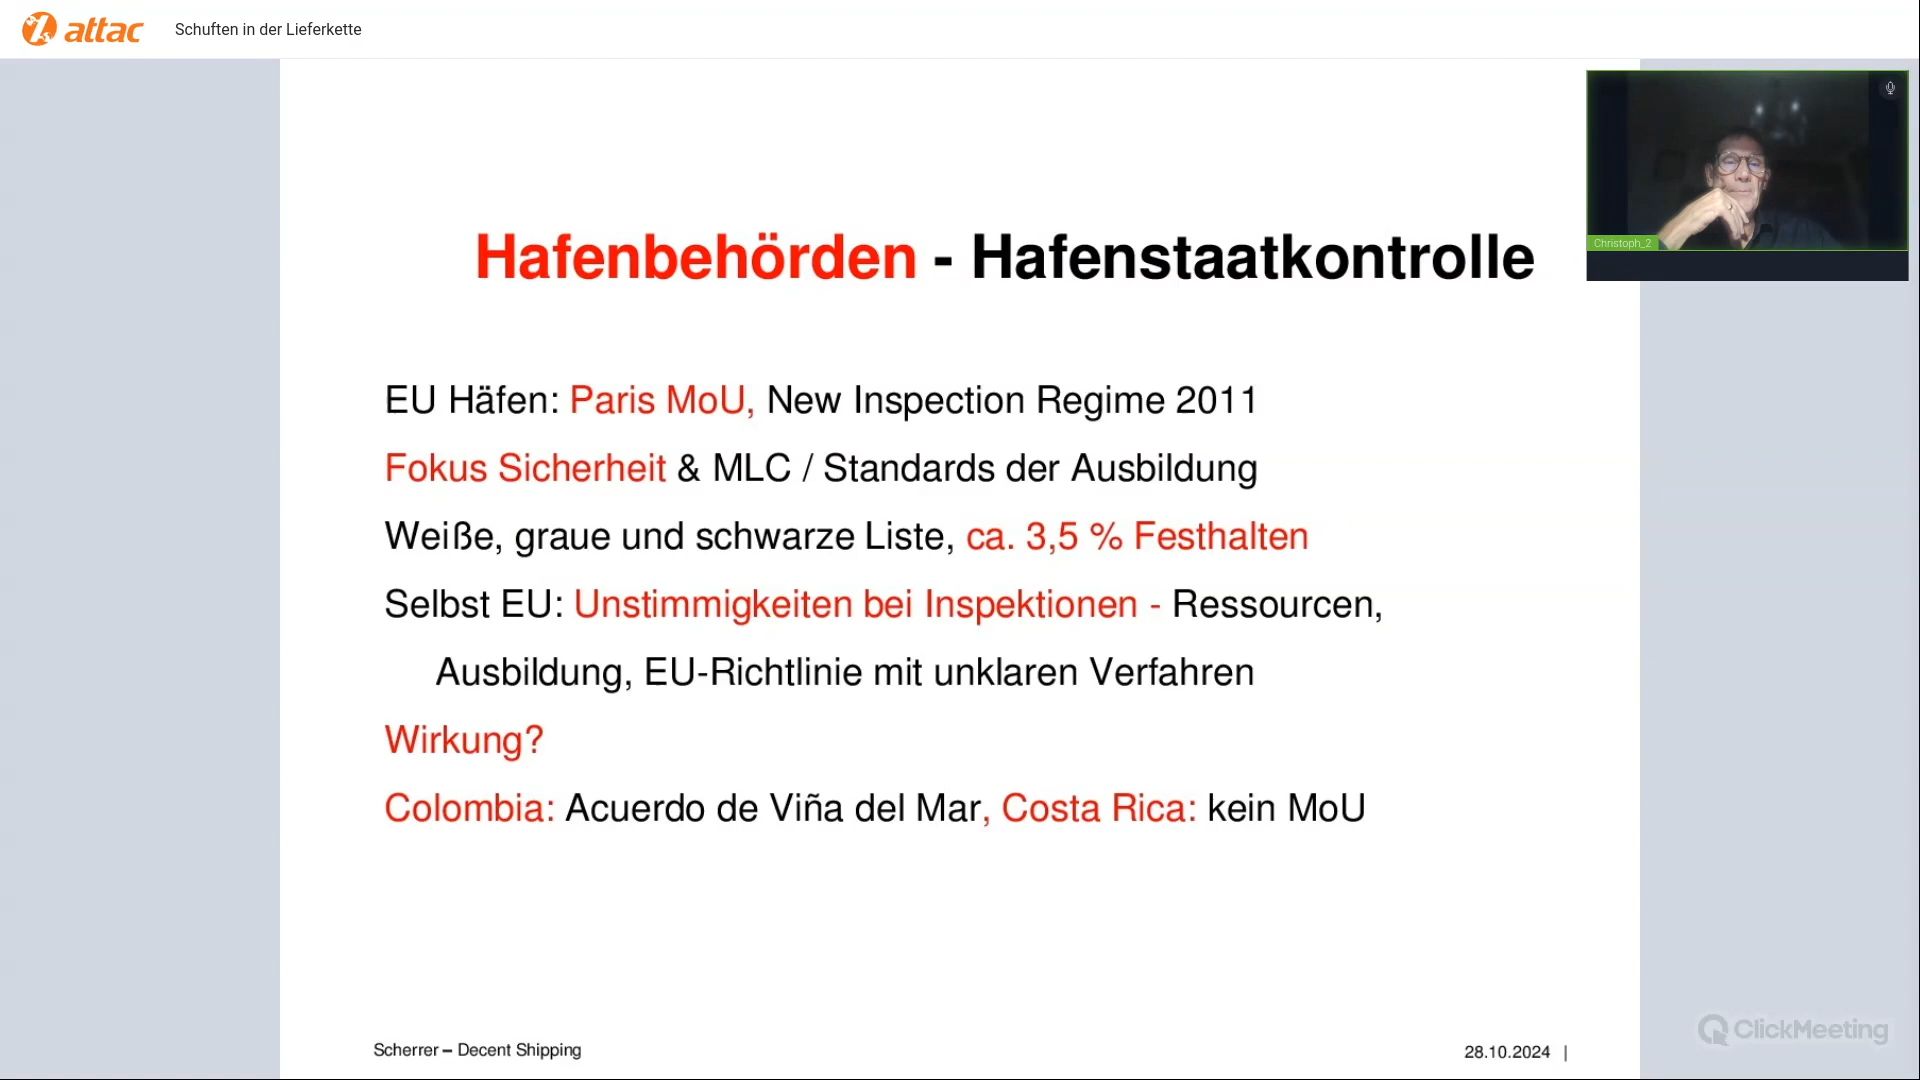 attac
Schuften in der Lieferkette
Christoph_2
Hafenbehörden - Hafenstaatkontrolle
EU Häfen: Paris MoU, New Inspection Regime 2011
Fokus Sicherheit & MLC / Standards der Ausbildung
Weiße, graue und schwarze Liste, ca. 3,5 % Festhalten
Selbst EU: Unstimmigkeiten bei Inspektionen - Ressourcen,
Ausbildung, EU-Richtlinie mit unklaren Verfahren
Wirkung?
Colombia: Acuerdo de Viña del Mar, Costa Rica: kein MoU
Scherrer – Decent Shipping
28.10.2024 |
ClickMeeting